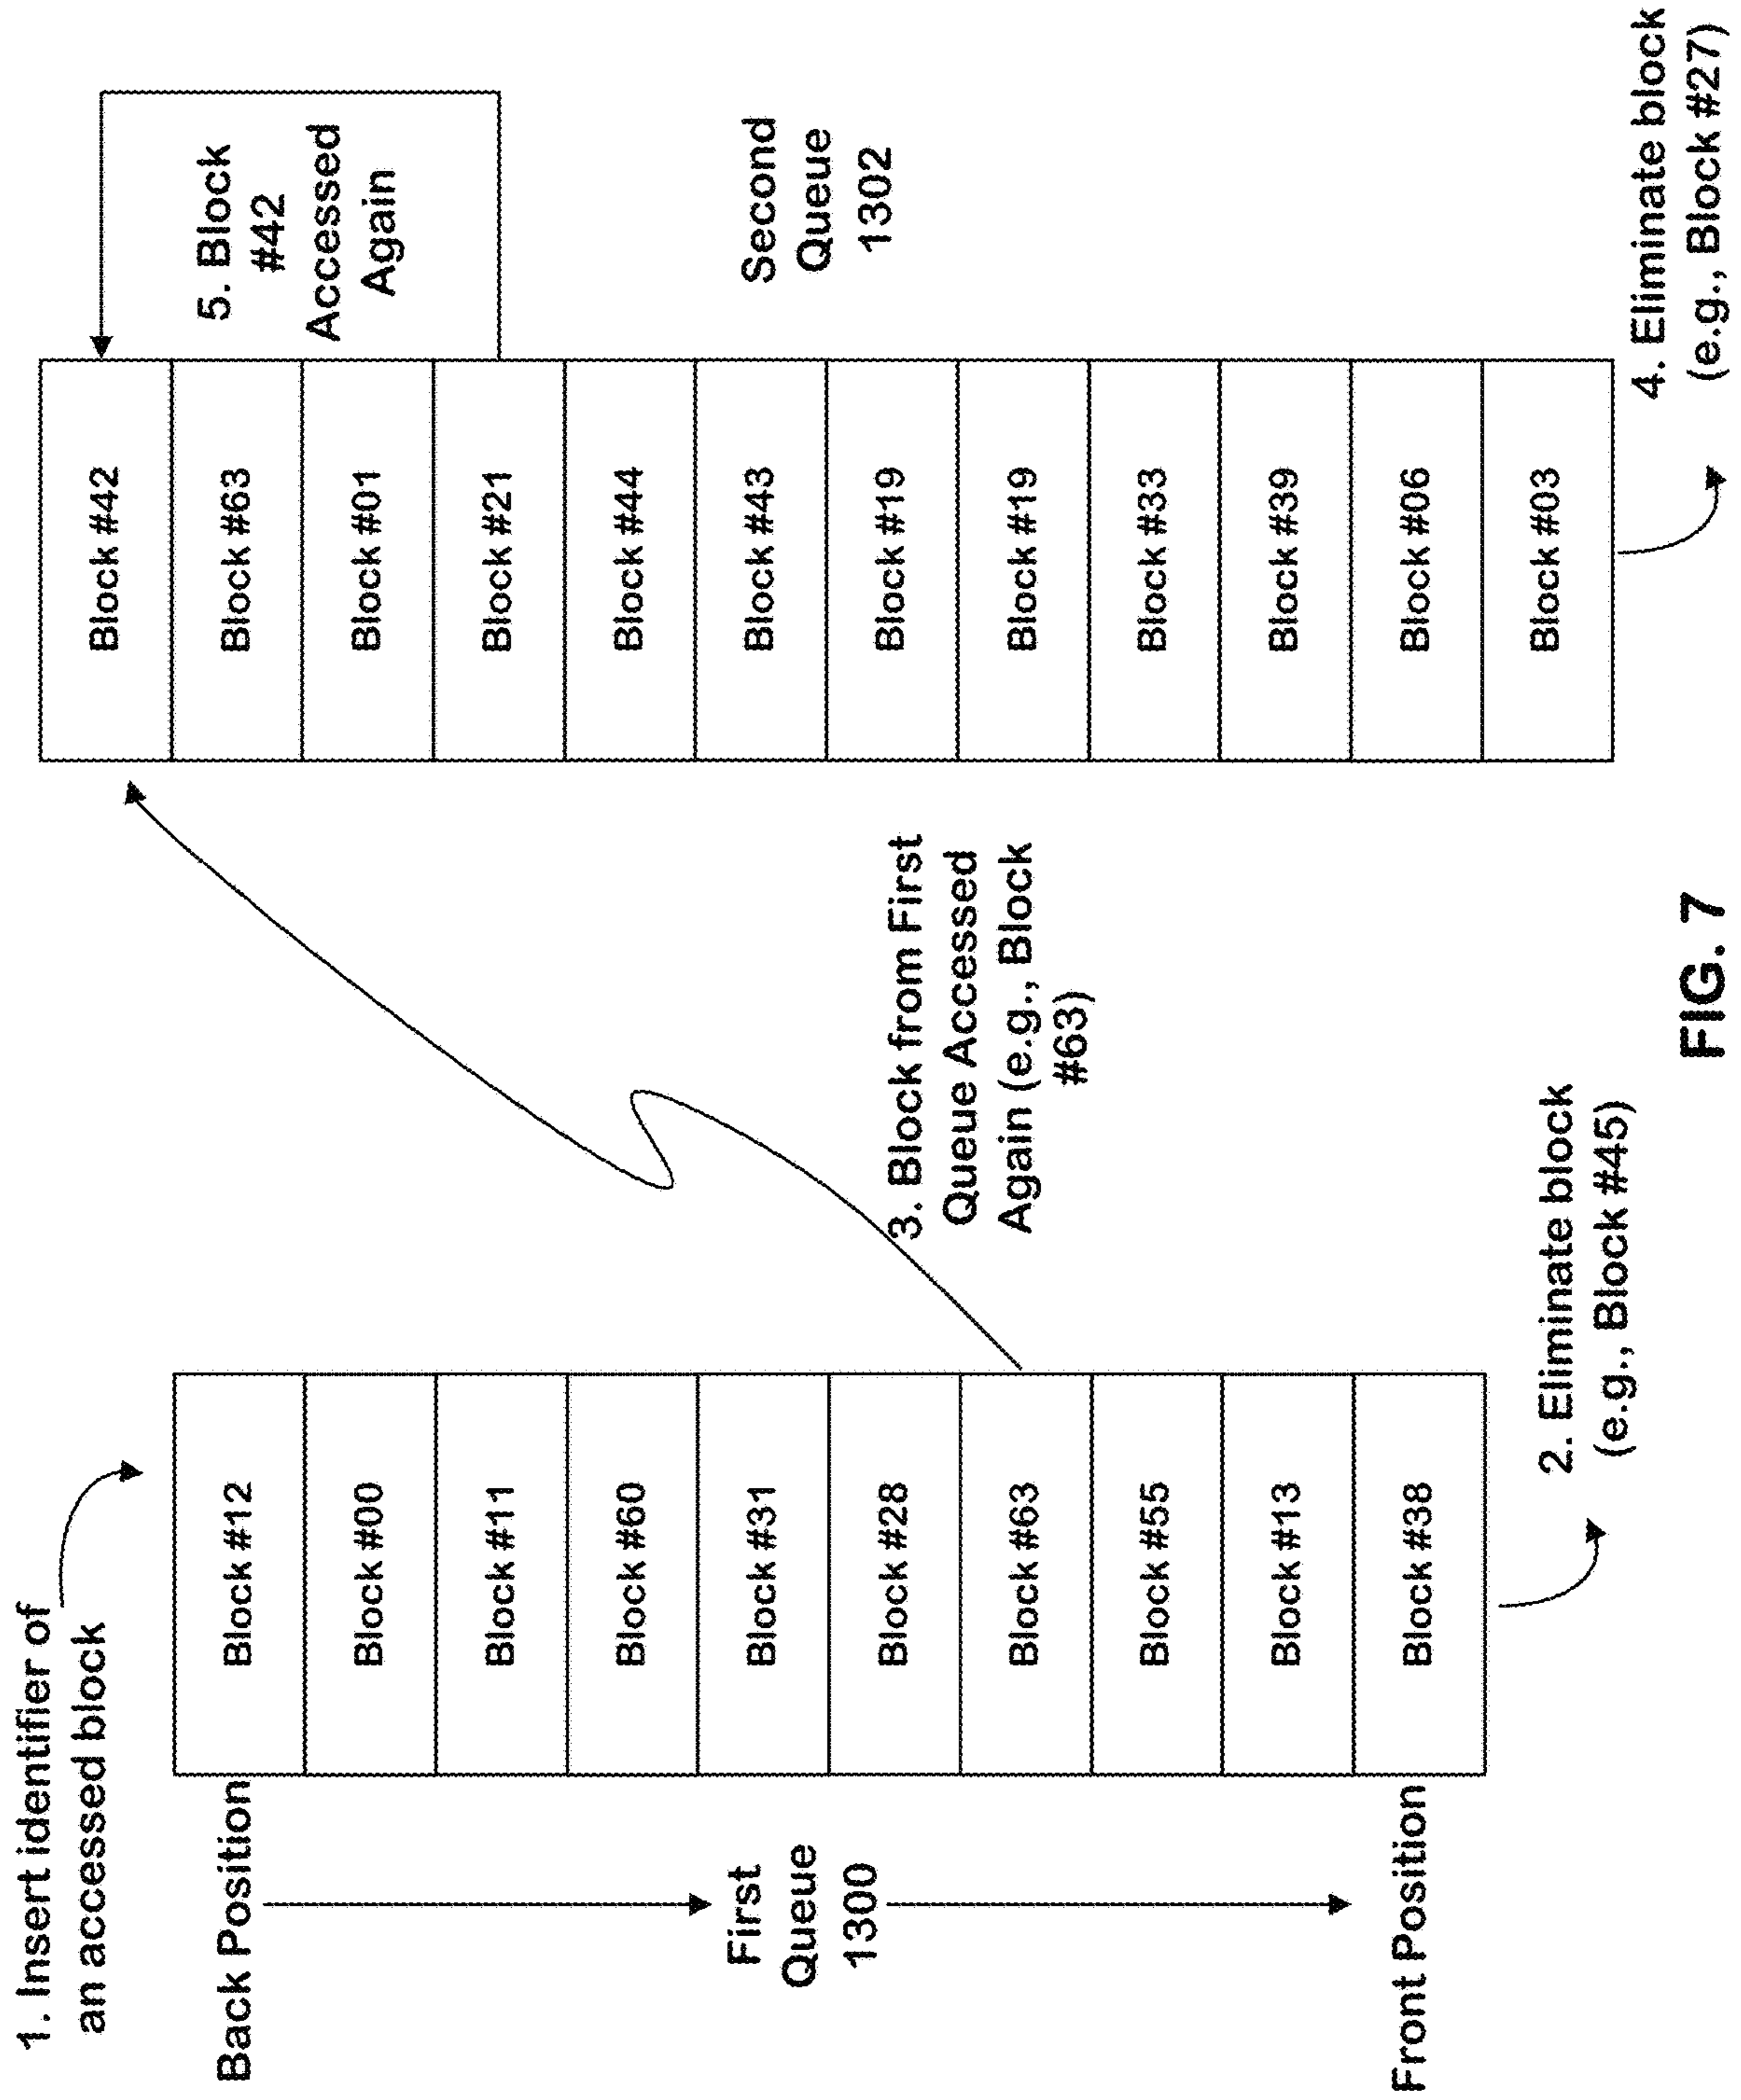 1. Insert identifier of
an accessed block
Back Position
First
Queue
1300
Front Position
Block #12
Block #00
Block #11
Block #60
Block #31
Block #28
Block #63
Block #55
Block #13
Block #38
2. Eliminate block
(e.g., Block #45)
3. Block from First
Queue Accessed
Again (e.g., Block
#63)
Block #42
Block #63
Block #01
Block #21
Block #44
Block #43
Block #19
Block #19
Block #33
Block #39
Block #06
Block #03
5. Block
#42
Accessed
Again
Second
Queue
1302
4. Eliminate block
(e.g., Block #27)
FIG. 7